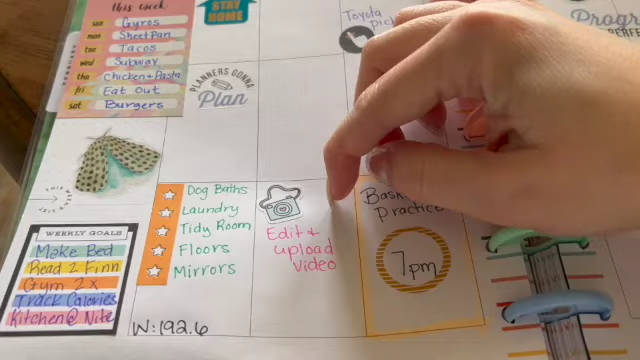 this week
sun Gyros
mon Sheet Pan
tue Tacos
wed Subway
thu Chicken + Pasta
fri Eat Out
sat Burgers
STAY
HOME
Toyota
PLANNERS GONNA
Plan
WEEKLY GOALS
Make Bed
Read 2 Finn
Gym 2x
Track Calories
Kitchen @ Nite
Dog Baths
Laundry
Tidy Room
Floors
Mirrors
W: 192.6
Edit +
upload
Video
practice
7pm